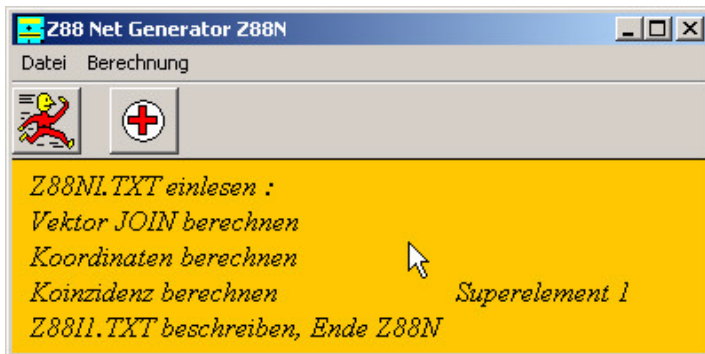 Z88 Net Generator Z88N
Datei Berechnung
Z88NI.TXT einlesen :
Vektor JOIN berechnen
Koordinaten berechnen
Koinzidenz berechnen Superelement 1
Z88I1.TXT beschreiben, Ende Z88N